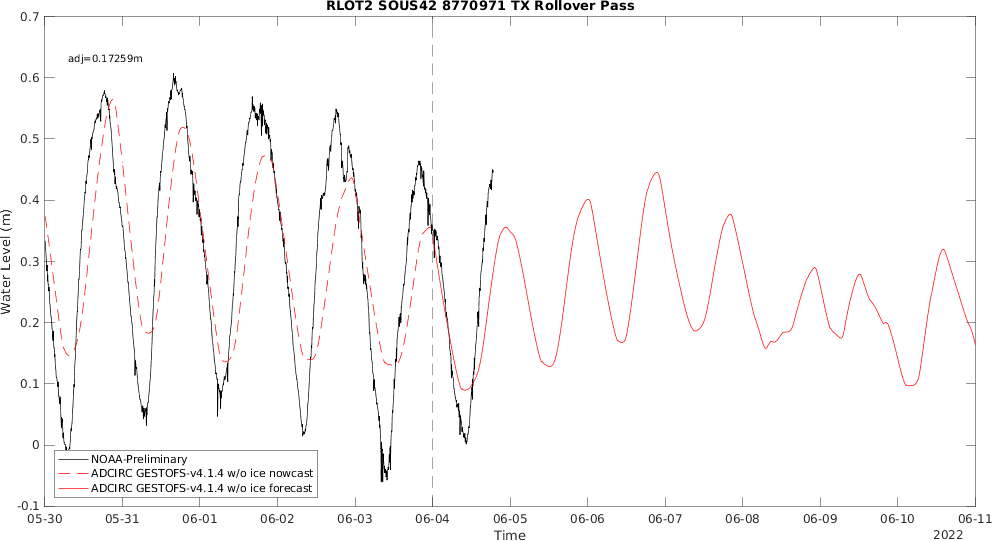 RLOT2 SOUS42 8770971 TX Rollover Pass
0.7
adj=0.17259m
0.6
0.5
0.4
0.3
0.2
0.1
0
-0.1
Water Level (m)
NOAA-Preliminary
ADCIRC GESTOFS-v4.1.4 w/o ice nowcast
ADCIRC GESTOFS-v4.1.4 w/o ice forecast
05-30 05-31 06-01 06-02 06-03 06-04 06-05 06-06 06-07 06-08 06-09 06-10 06-11
Time
2022